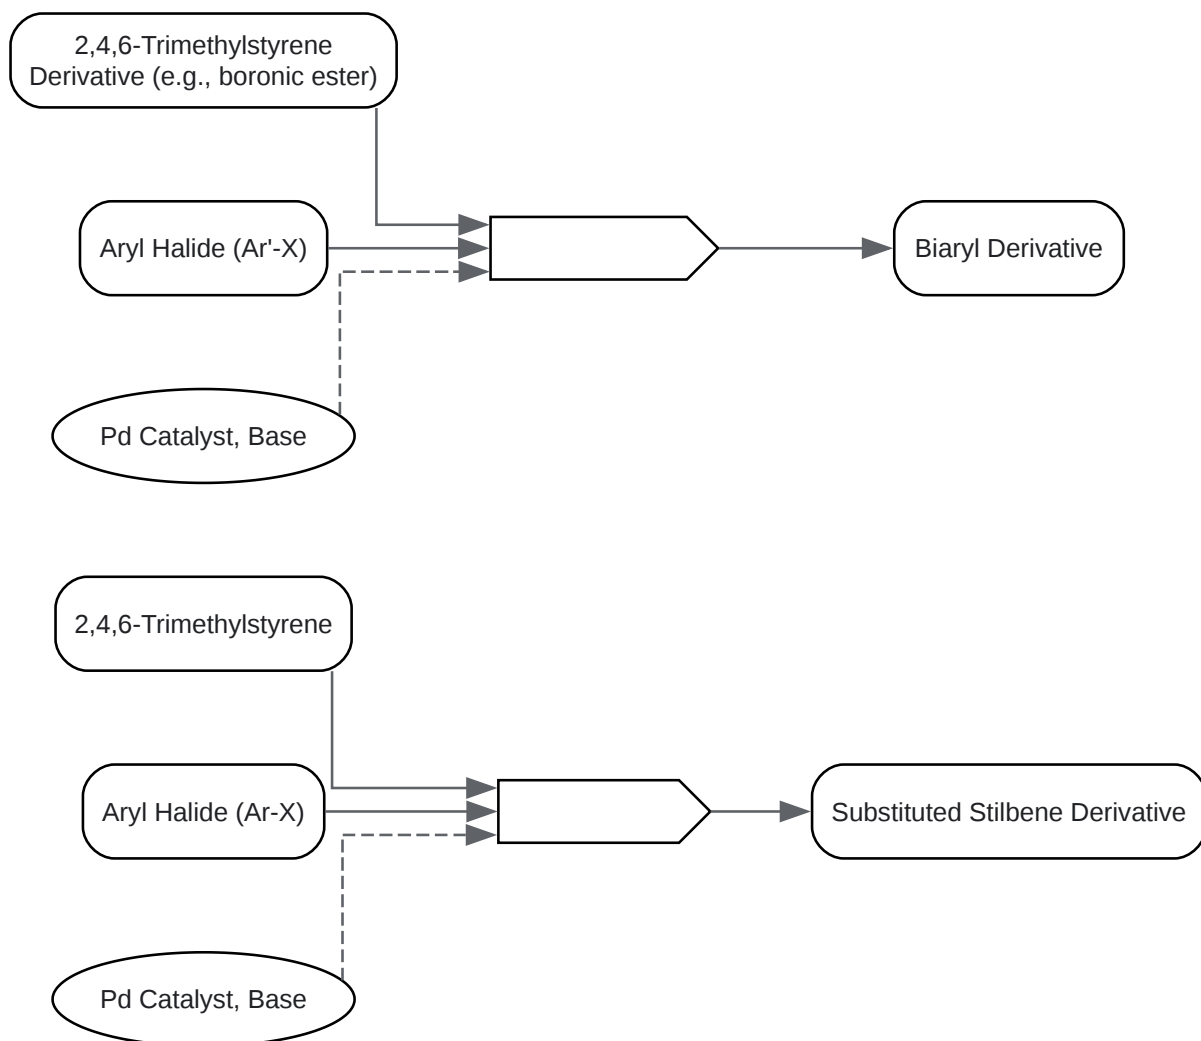 2,4,6-Trimethylstyrene
Derivative (e.g., boronic ester)
Aryl Halide (Ar'-X)
Biaryl Derivative
Pd Catalyst, Base
2,4,6-Trimethylstyrene
Aryl Halide (Ar-X)
Substituted Stilbene Derivative
Pd Catalyst, Base